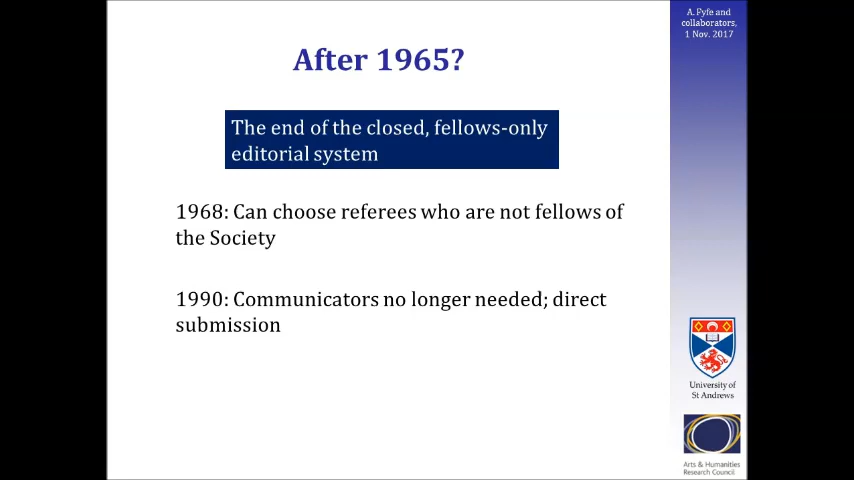 A. Fyfe and
collaborators,
1 Nov. 2017
After 1965?
The end of the closed, fellows-only
editorial system
1968: Can choose referees who are not fellows of
the Society
1990: Communicators no longer needed; direct
submission
University of
St Andrews
Arts & Humanities
Research Council